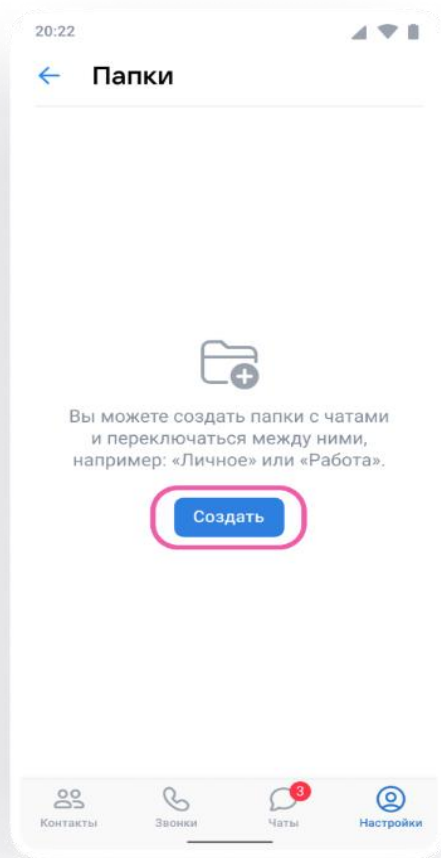 20:22
Папки
Вы можете создать папки с чатами
и переключаться между ними,
например: «Личное» или «Работа».
Создать
3
Контакты Звонки Чаты Настройки